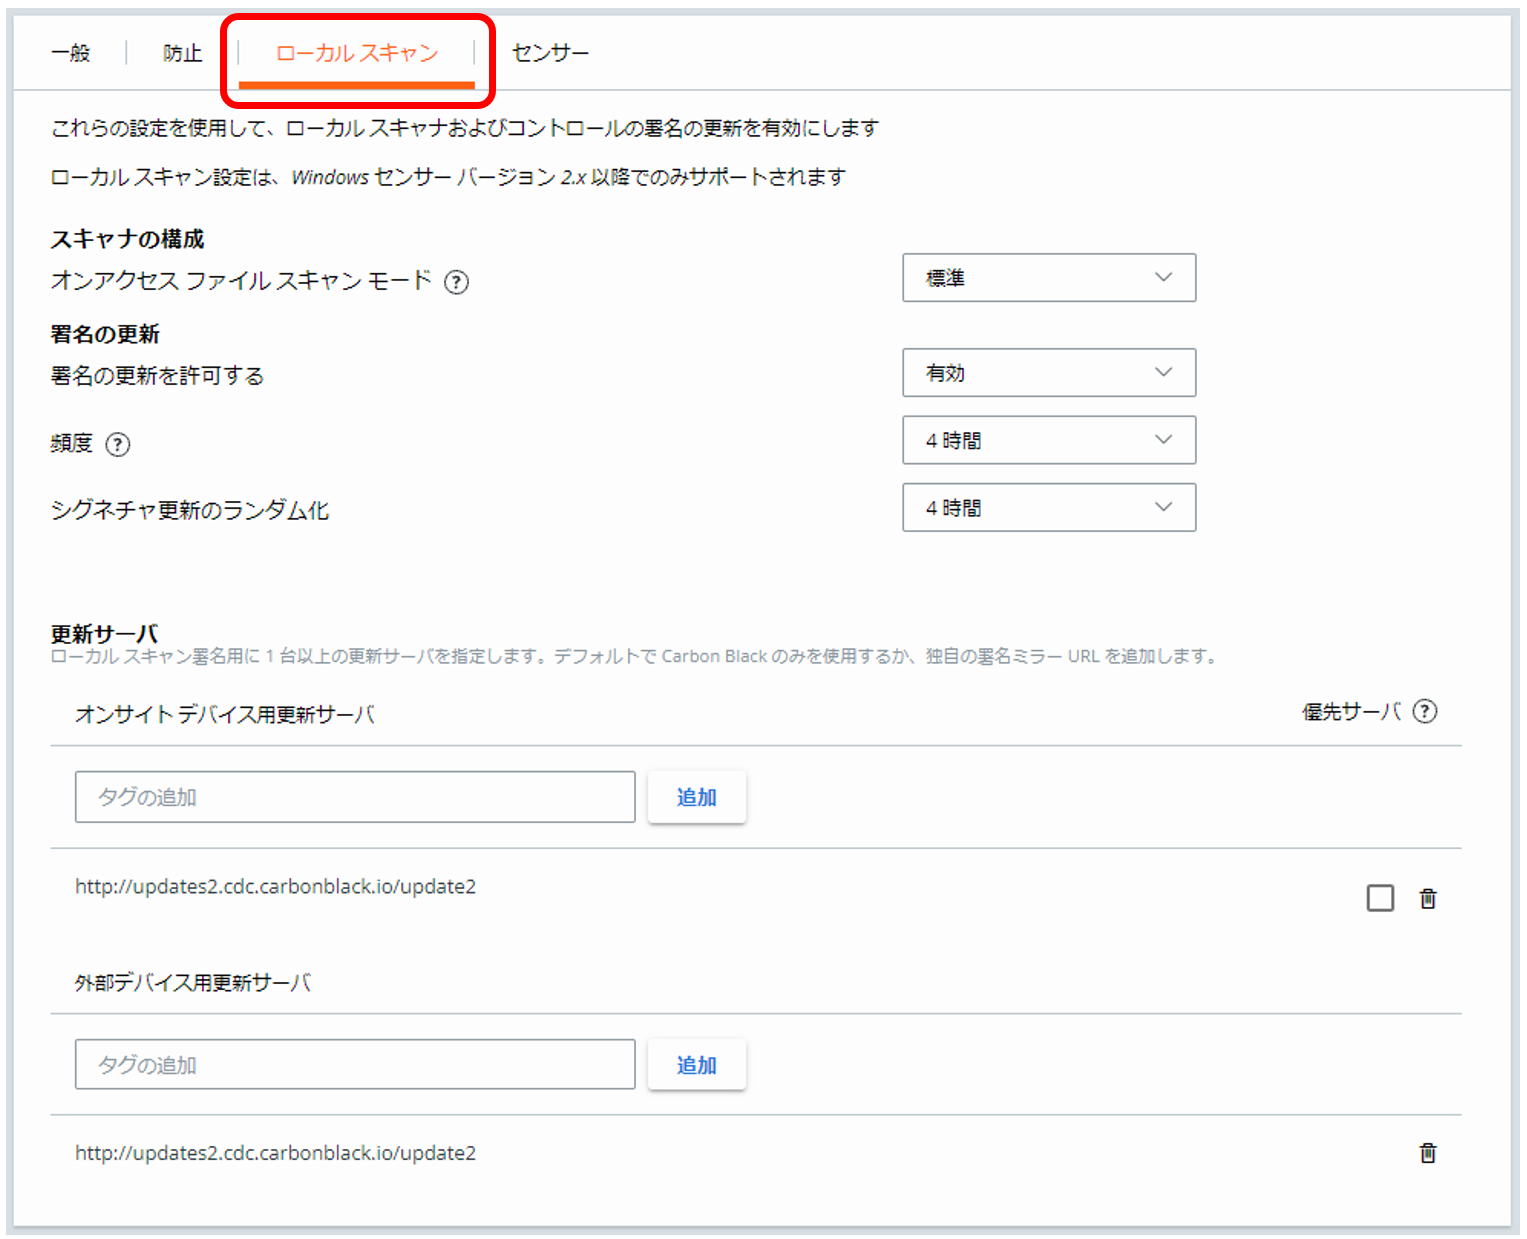 一般 防止 ローカル スキャン センサー
これらの設定を使用して、ローカル スキャナおよびコントロールの署名の更新を有効にします
ローカル スキャン設定は、Windows センサー バージョン 2.x 以降でのみサポートされます
スキャナの構成
オンアクセス ファイル スキャン モード ? 標準
署名の更新
署名の更新を許可する 有効
頻度 ? 4 時間
シグネチャ更新のランダム化 4 時間
更新サーバ
ローカル スキャン署名用に 1 台以上の更新サーバを指定します。デフォルトで Carbon Black のみを使用するか、独自の署名ミラー URL を追加します。
オンサイト デバイス用更新サーバ 優先サーバ ?
タグの追加 追加
http://updates2.cdc.carbonblack.io/update2
外部デバイス用更新サーバ
タグの追加 追加
http://updates2.cdc.carbonblack.io/update2